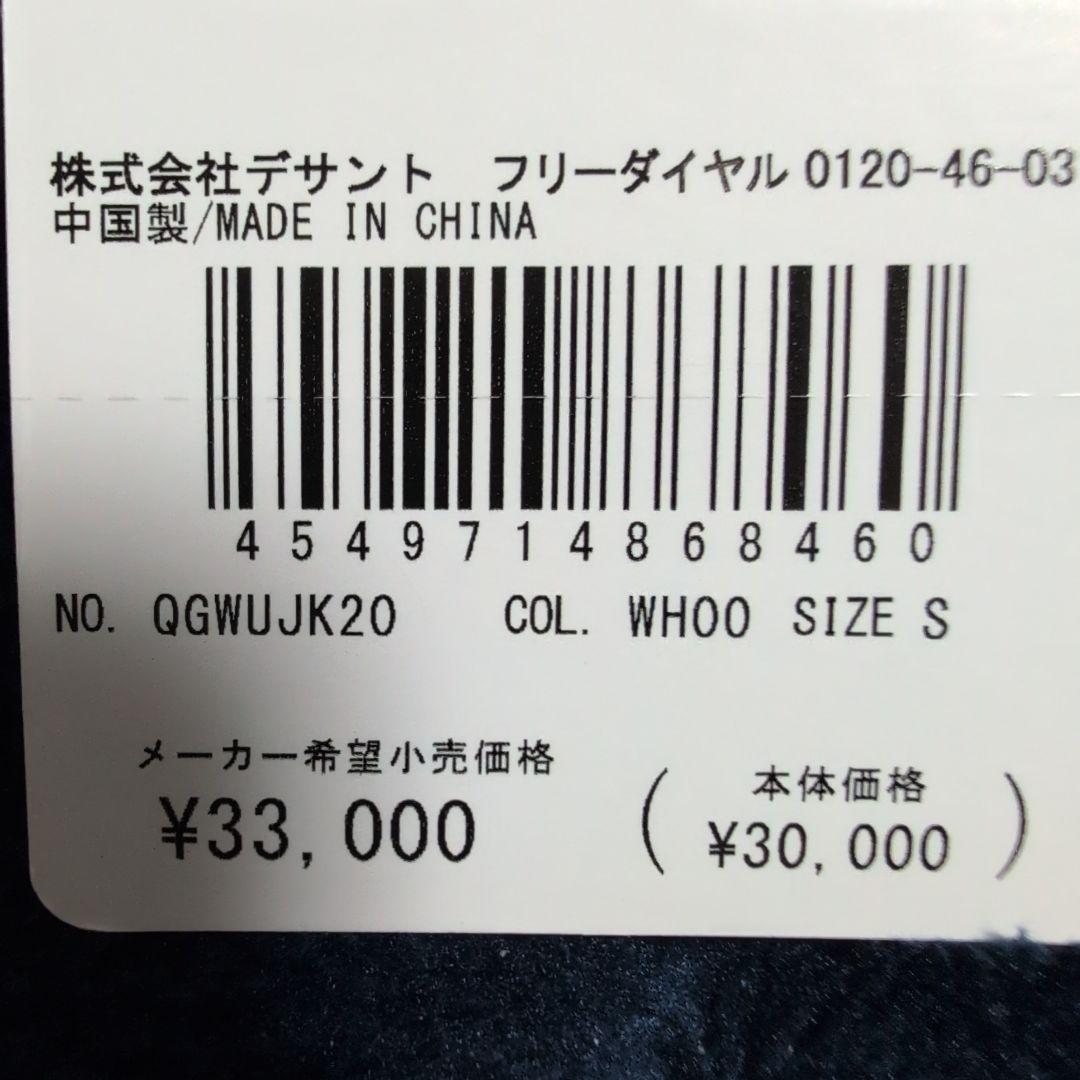 株式会社デサント フリーダイヤル 0120-46-03
中国製/MADE IN CHINA
4549714868460
NO. QGWUJK20 COL. WH00 SIZE S
メーカー希望小売価格
¥33,000
(本体価格
¥30,000)